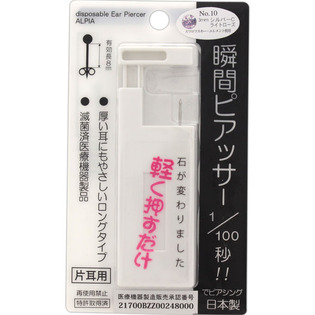 disposable Ear Piercer
ALPIA
No.10
3mm シルバーC
ライトローズ
有効長8mm
瞬間ピアッサー
1/100秒!!
でピアシング
日本製
厚い耳にもやさしいロングタイプ
滅菌済医療機器製品
石が変わりました
軽く押すだけ
片耳用
再使用禁止
特許取得済
医療機器製造販売承認番号
21700BZZ00248000